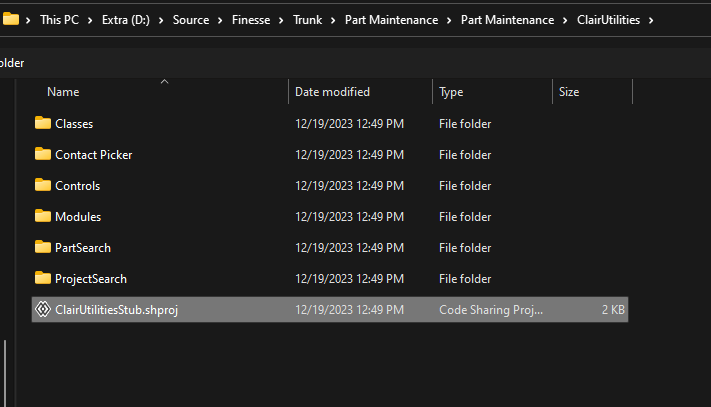 This PC > Extra (D:) > Source > Finesse > Trunk > Part Maintenance > Part Maintenance > ClairUtilities >
older
Name Date modified Type Size
Classes 12/19/2023 12:49 PM File folder
Contact Picker 12/19/2023 12:49 PM File folder
Controls 12/19/2023 12:49 PM File folder
Modules 12/19/2023 12:49 PM File folder
PartSearch 12/19/2023 12:49 PM File folder
ProjectSearch 12/19/2023 12:49 PM File folder
ClairUtilitiesStub.shproj 12/19/2023 12:49 PM Code Sharing Proj... 2 KB